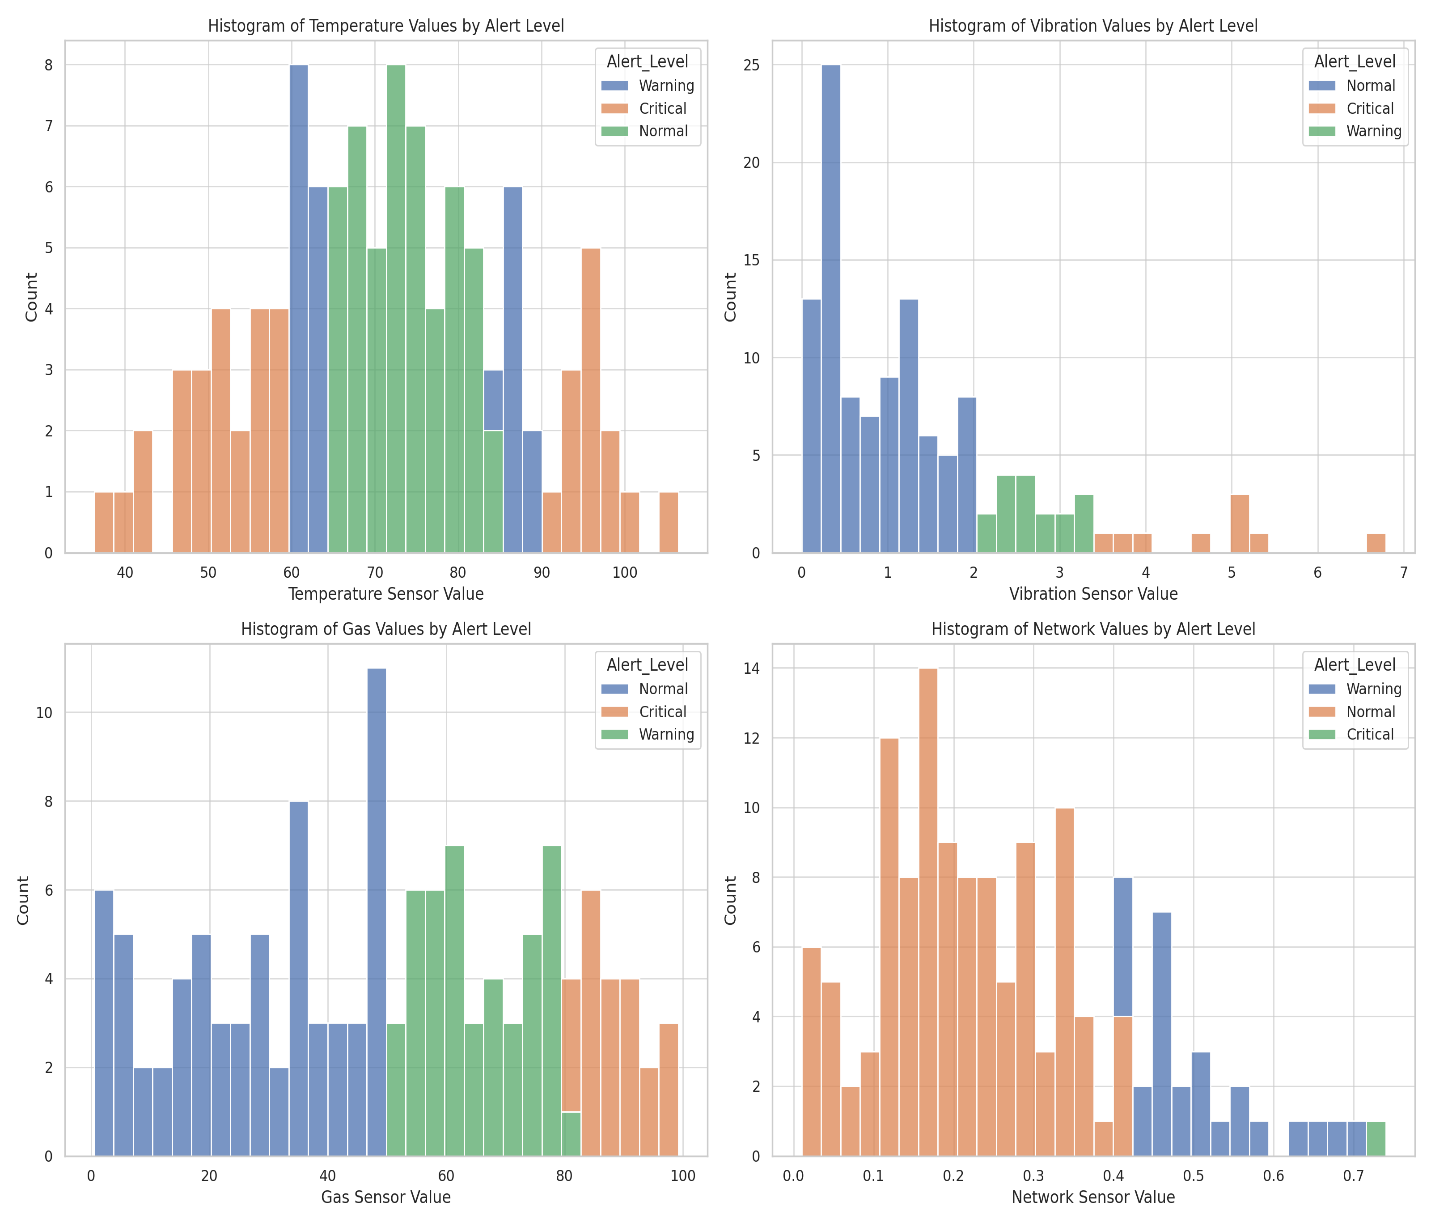 Histogram of Temperature Values by Alert Level
Alert_Level
Warning
Critical
Normal
8
7
6
5
4
3
2
1
0
Count
40 50 60 70 80 90 100
Temperature Sensor Value
Histogram of Vibration Values by Alert Level
Alert_Level
Normal
Critical
Warning
25
20
15
10
5
0
Count
0 1 2 3 4 5 6 7
Vibration Sensor Value
Histogram of Gas Values by Alert Level
Alert_Level
Normal
Critical
Warning
10
8
6
4
2
0
Count
0 20 40 60 80 100
Gas Sensor Value
Histogram of Network Values by Alert Level
Alert_Level
Warning
Normal
Critical
14
12
10
8
6
4
2
0
Count
0.0 0.1 0.2 0.3 0.4 0.5 0.6 0.7
Network Sensor Value